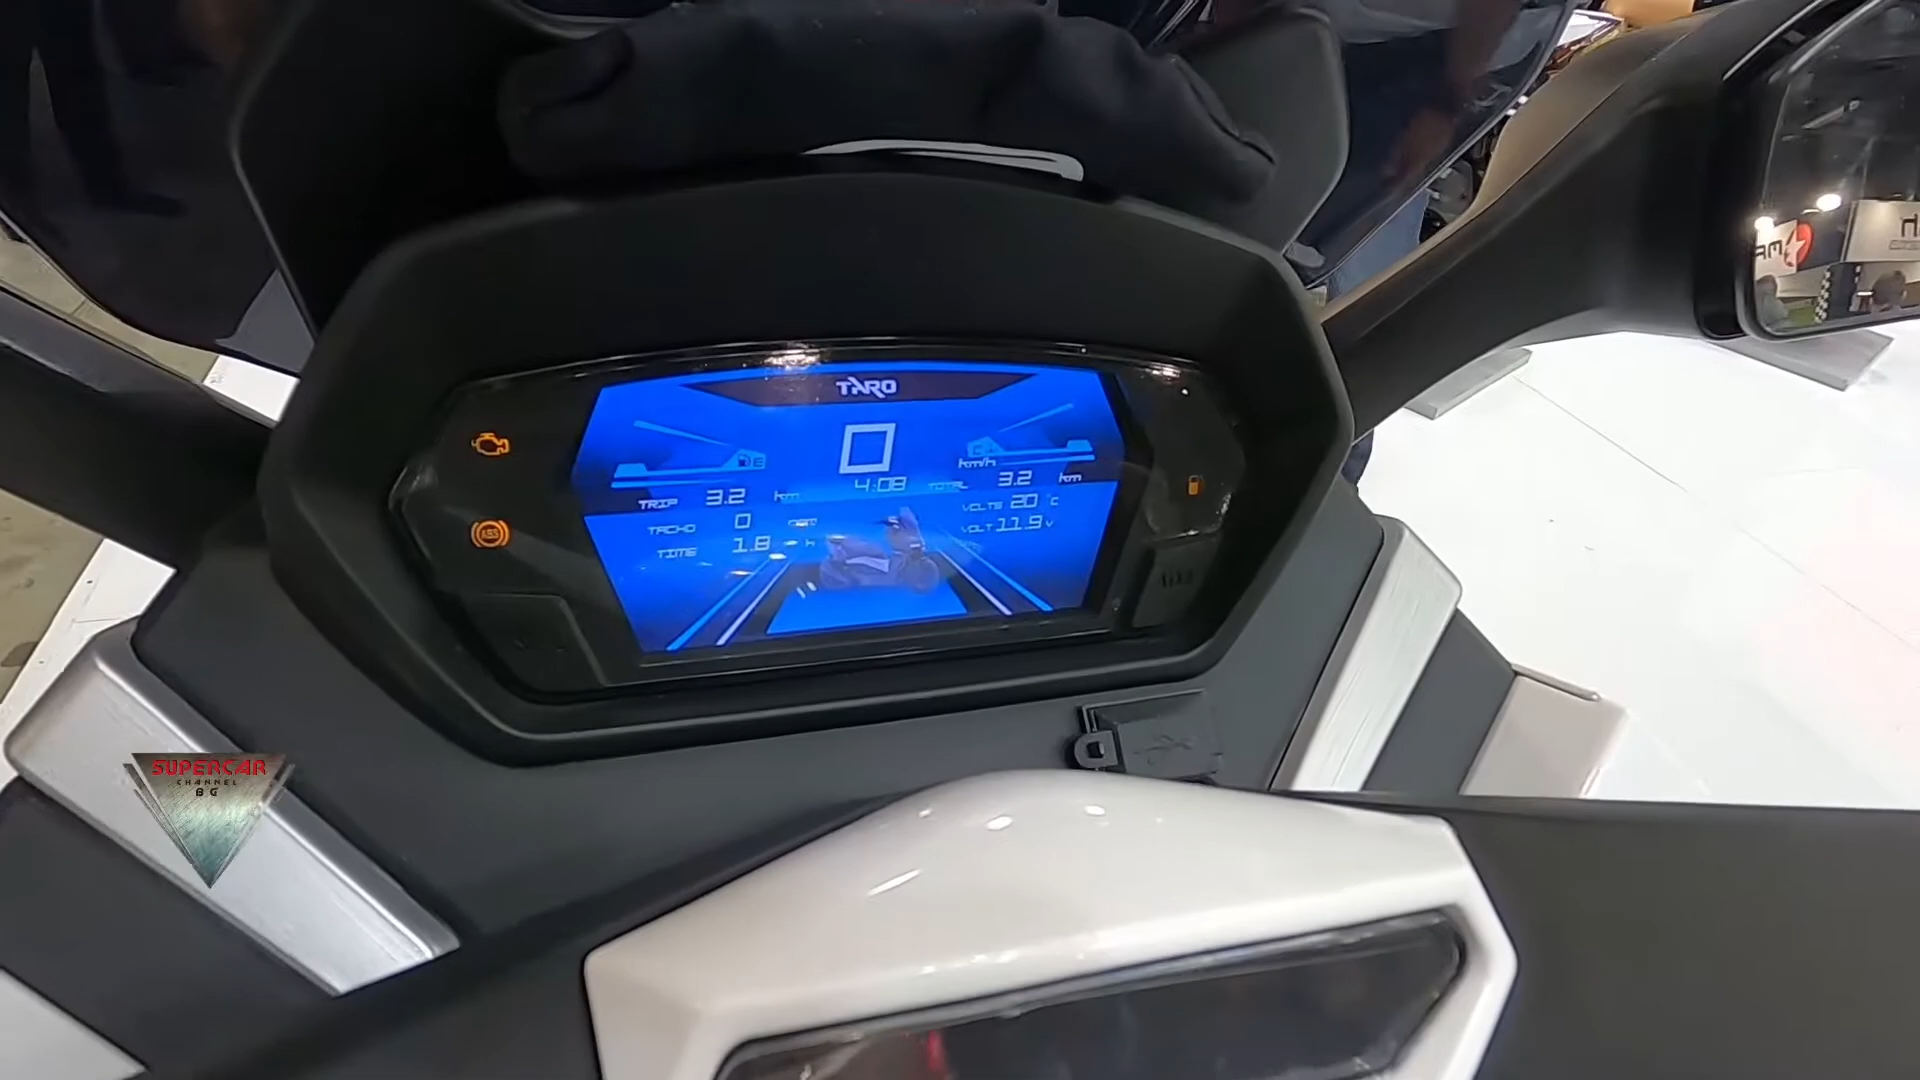 TARO
E
0
C
km/h
4:08
TRIP 3.2 km
TOTAL 3.2 km
TACHO 0
VOLTS 20 °C
VOLT 11.9 V
TIME 1.8 h
ABS
SUPERCAR
CHANNEL
BG